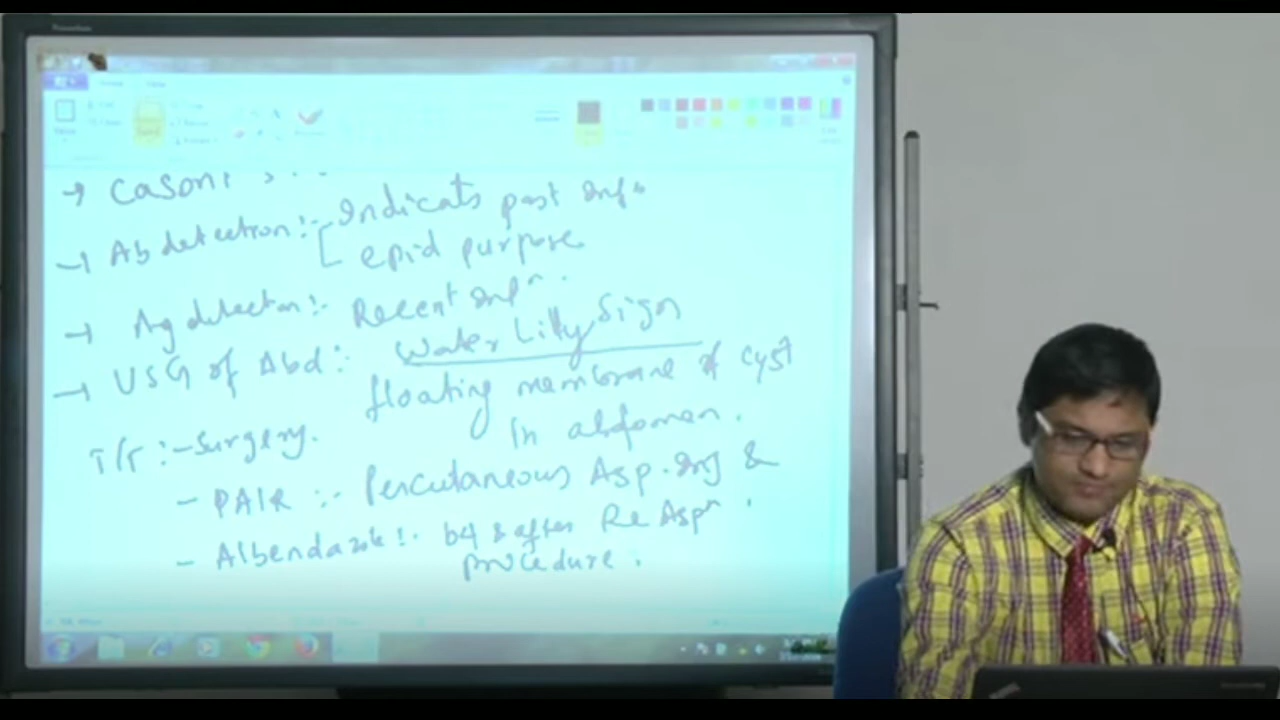 → Casoni
→ Ab detection :- Indicats past Infn
epid purpose
→ Ag detection :- Recent Infn.
→ USG of Abd :- Water Lilly Sign
floating membrane of cyst
In abdomen.
T/t :- Surgery.
- PAIR :- Percutaneous Asp. Inj &
Re Aspn.
- Albendazole :- b4 & after
procedure.